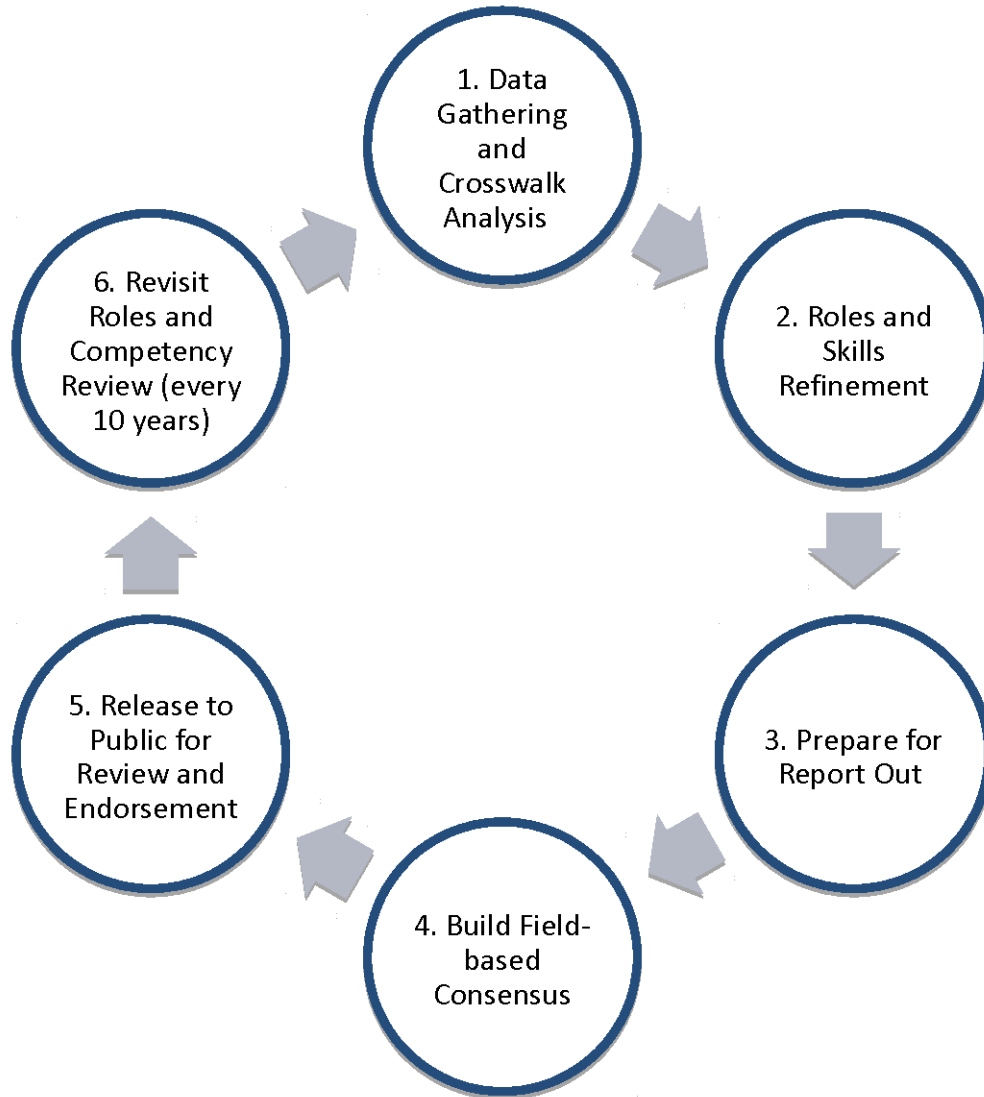 1. Data
Gathering
and
Crosswalk
Analysis
2. Roles and
Skills
Refinement
3. Prepare for
Report Out
4. Build Field-
based
Consensus
5. Release to
Public for
Review and
Endorsement
6. Revisit
Roles and
Competency
Review (every
10 years)